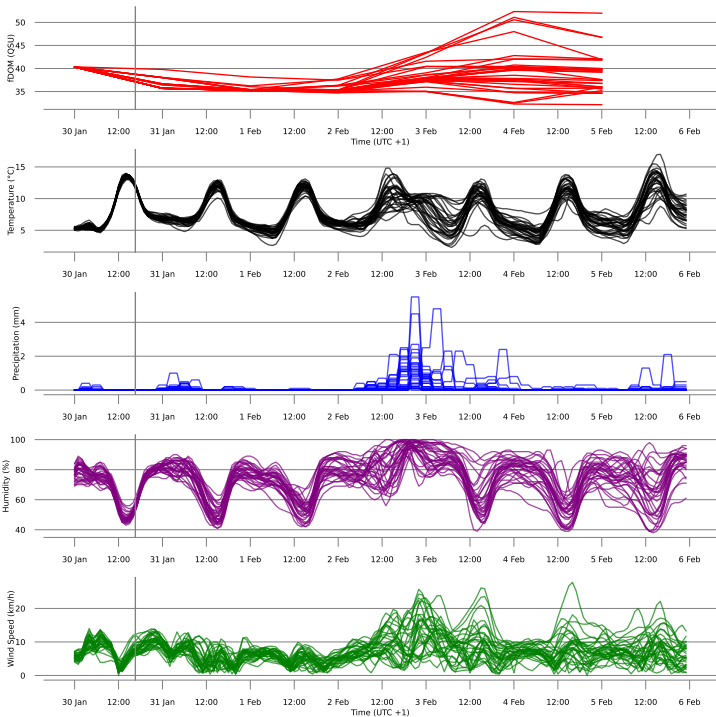 fDOM (QSU)
50
45
40
35
30 Jan 12:00 31 Jan 12:00 1 Feb 12:00 2 Feb 12:00 3 Feb 12:00 4 Feb 12:00 5 Feb 12:00 6 Feb
Time (UTC +1)
Temperature (°C)
15
10
5
30 Jan 12:00 31 Jan 12:00 1 Feb 12:00 2 Feb 12:00 3 Feb 12:00 4 Feb 12:00 5 Feb 12:00 6 Feb
Precipitation (mm)
4
2
0
30 Jan 12:00 31 Jan 12:00 1 Feb 12:00 2 Feb 12:00 3 Feb 12:00 4 Feb 12:00 5 Feb 12:00 6 Feb
Humidity (%)
100
80
60
40
30 Jan 12:00 31 Jan 12:00 1 Feb 12:00 2 Feb 12:00 3 Feb 12:00 4 Feb 12:00 5 Feb 12:00 6 Feb
Wind Speed (km/h)
20
10
0
30 Jan 12:00 31 Jan 12:00 1 Feb 12:00 2 Feb 12:00 3 Feb 12:00 4 Feb 12:00 5 Feb 12:00 6 Feb
Time (UTC +1)